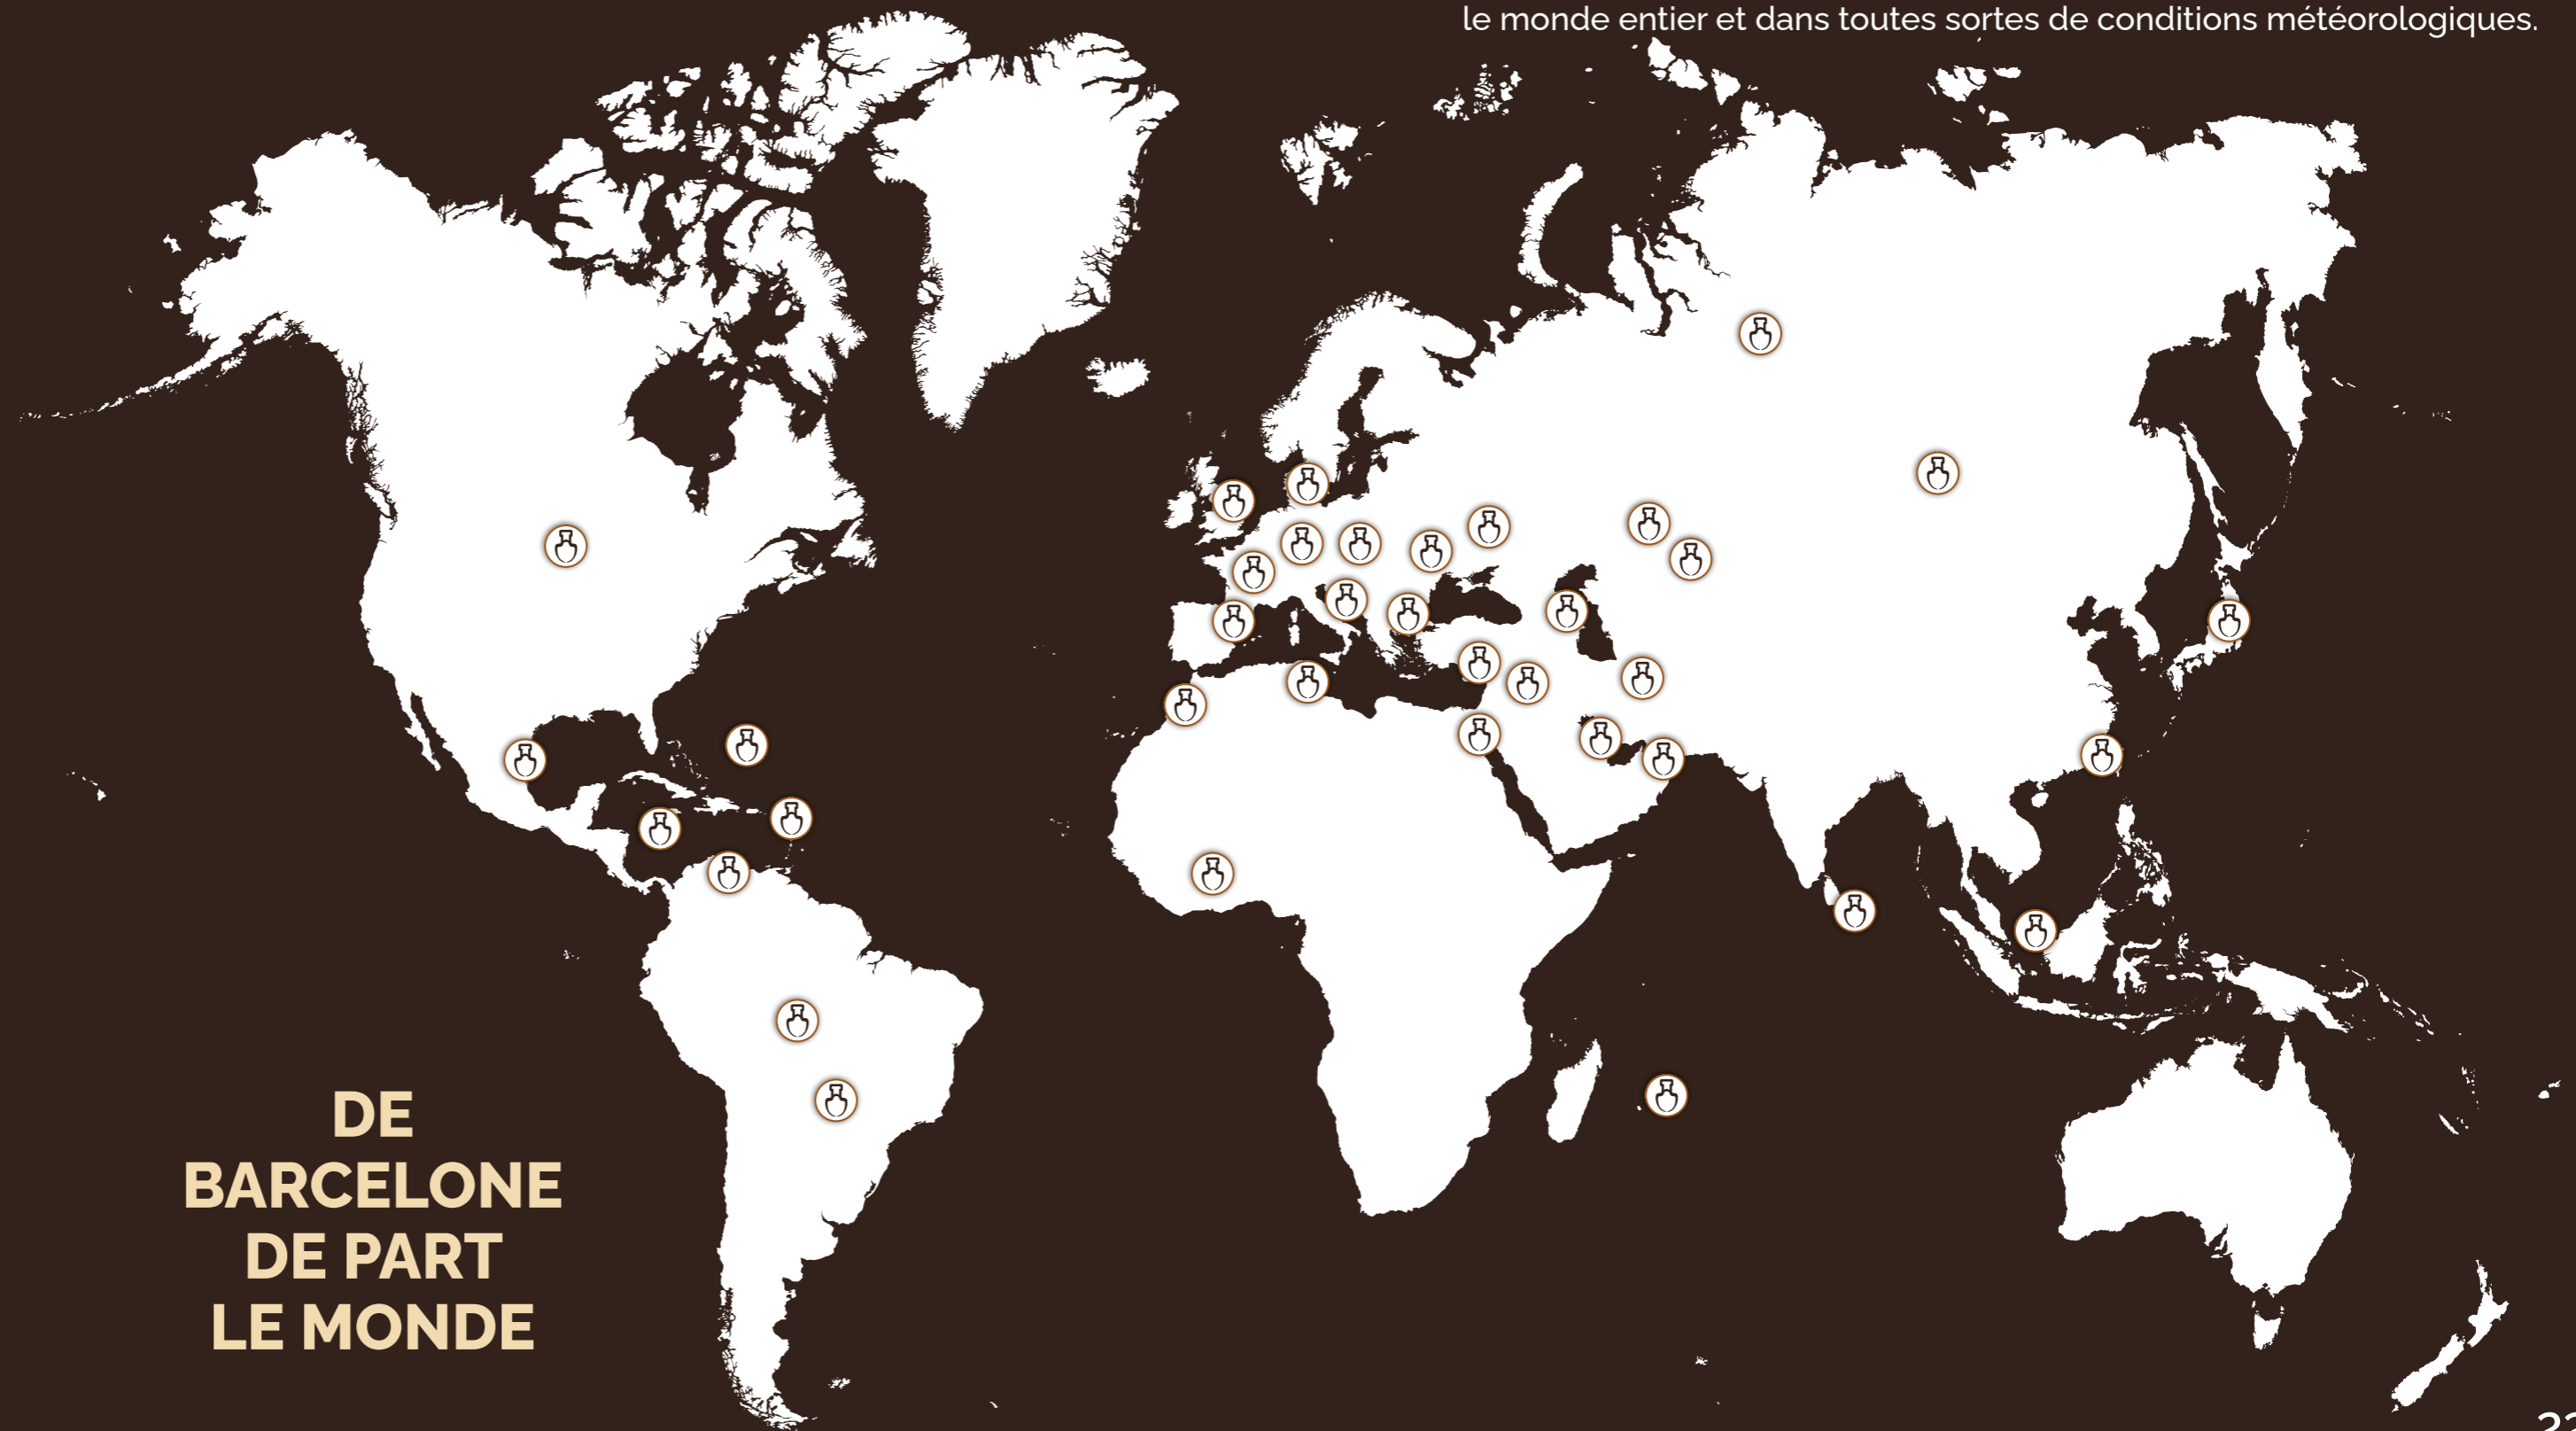 le monde entier et dans toutes sortes de conditions météorologiques.
DE
BARCELONE
DE PART
LE MONDE